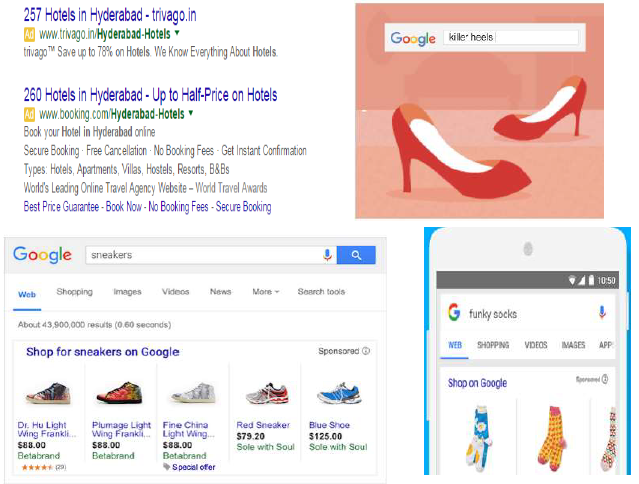 257 Hotels in Hyderabad - trivago.in
Ad www.trivago.in/Hyderabad-Hotels
trivago™ Save up to 78% on Hotels. We Know Everything About Hotels.
260 Hotels in Hyderabad - Up to Half-Price on Hotels
Ad www.booking.com/Hyderabad-Hotels
Book your Hotel in Hyderabad online
Secure Booking · Free Cancellation · No Booking Fees · Get Instant Confirmation
Types: Hotels, Apartments, Villas, Hostels, Resorts, B&Bs
World's Leading Online Travel Agency Website – World Travel Awards
Best Price Guarantee - Book Now - No Booking Fees - Secure Booking
Google killer heels
Google sneakers
Web Shopping Images Videos News More Search tools
About 43,900,000 results (0.60 seconds)
Shop for sneakers on Google Sponsored
Dr. Hu Light Plumage Light Fine China Red Sneaker Blue Shoe
Wing Frankli... Wing Frankli... Light Wing... $79.20 $125.00
$88.00 $88.00 $88.00 Sole with Soul Sole with Soul
Betabrand Betabrand Betabrand
(29) Special offer
10:50
G funky socks
WEB SHOPPING VIDEOS IMAGES APP
Shop on Google Sponsored